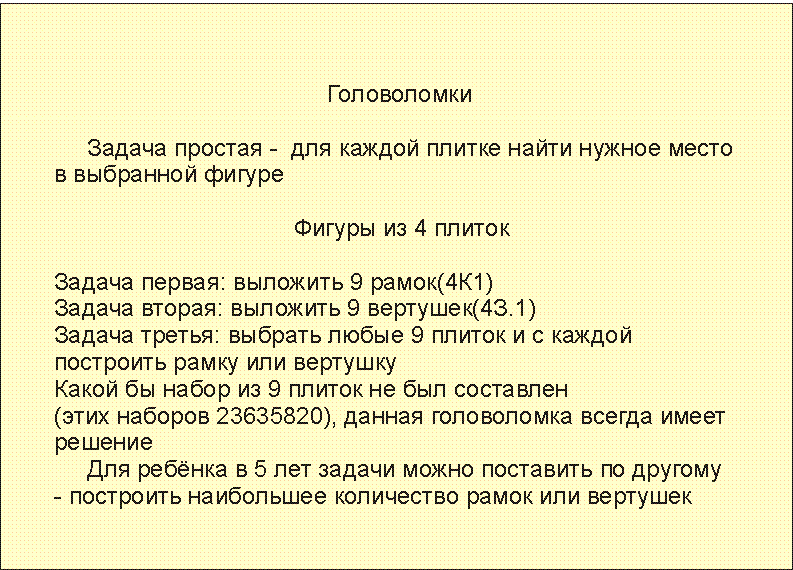 Головоломки
Задача простая - для каждой плитке найти нужное место
в выбранной фигуре
Фигуры из 4 плиток
Задача первая: выложить 9 рамок(4К1)
Задача вторая: выложить 9 вертушек(4З.1)
Задача третья: выбрать любые 9 плиток и с каждой
построить рамку или вертушку
Какой бы набор из 9 плиток не был составлен
(этих наборов 23635820), данная головоломка всегда имеет
решение
Для ребёнка в 5 лет задачи можно поставить по другому
- построить наибольшее количество рамок или вертушек